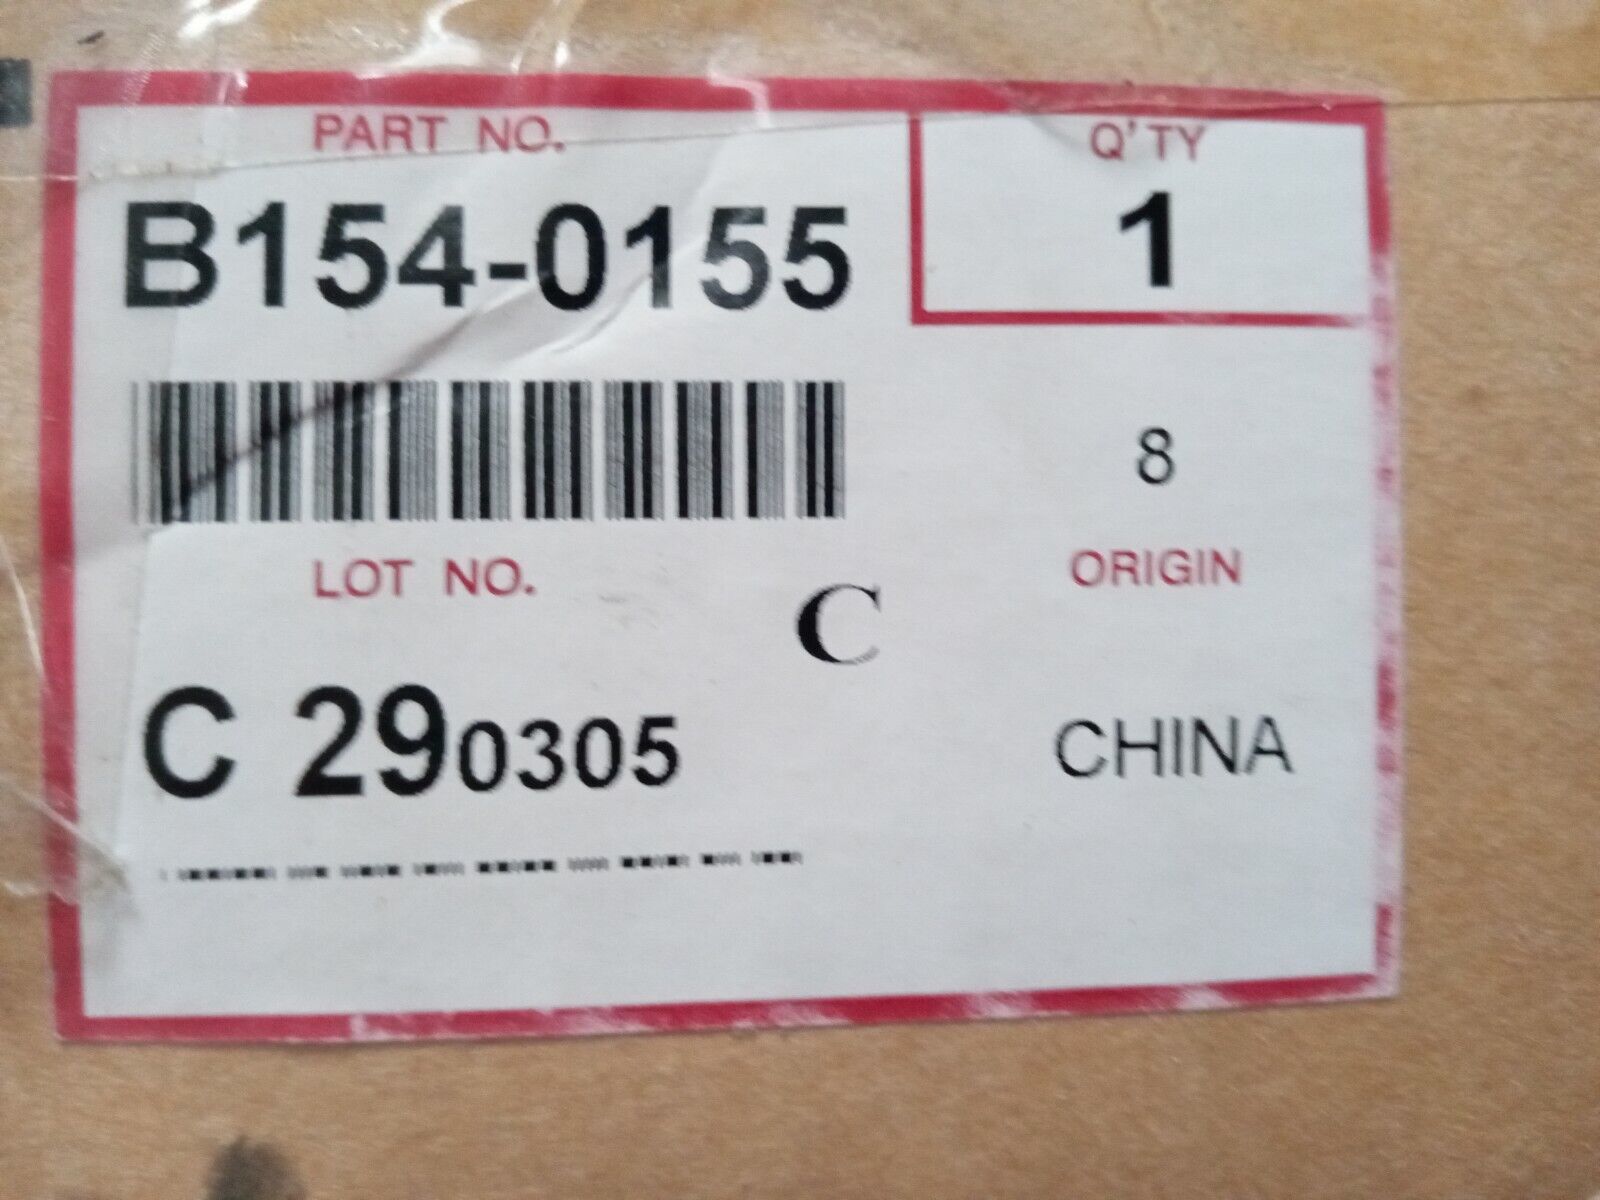 PART NO.
Q'TY
B154-0155
1
8
LOT NO.
ORIGIN
C
C 290305
CHINA